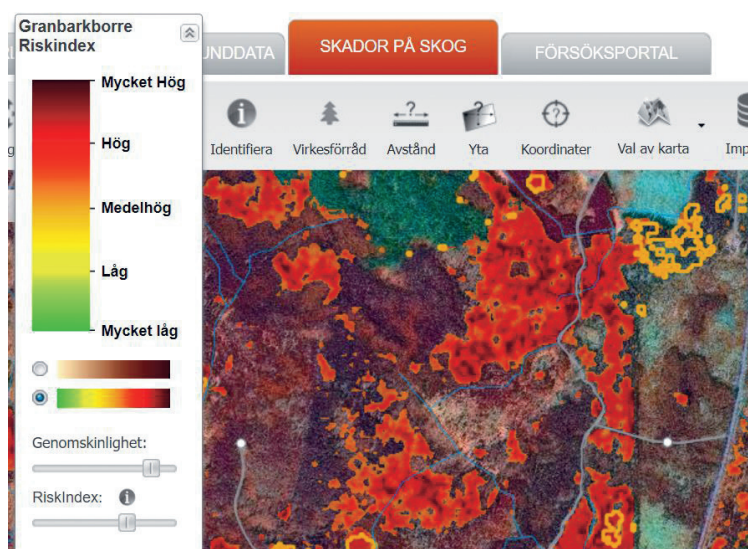 Granbarkborre
Riskindex
Mycket Hög
Hög
Medelhög
Låg
Mycket låg
Genomskinlighet:
RiskIndex:
SKADOR PÅ SKOG
FÖRSÖKSPORTAL
Identifiera
Virkesförråd
Avstånd
Yta
Koordinater
Val av karta